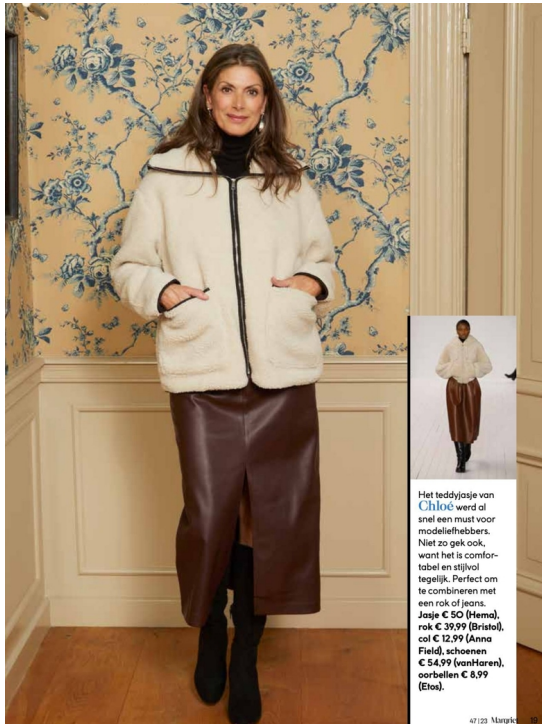 Het teddyjasje van
Chloé werd al
snel een must voor
modeliefhebbers.
Niet zo gek ook,
want het is comfor-
tabel en stijlvol
tegelijk. Perfect om
te combineren met
een rok of jeans.
Jasje € 50 (Hema),
rok € 39,99 (Bristol),
col € 12,99 (Anna
Field), schoenen
€ 54,99 (vanHaren),
oorbellen € 8,99
(Etos).
47|23